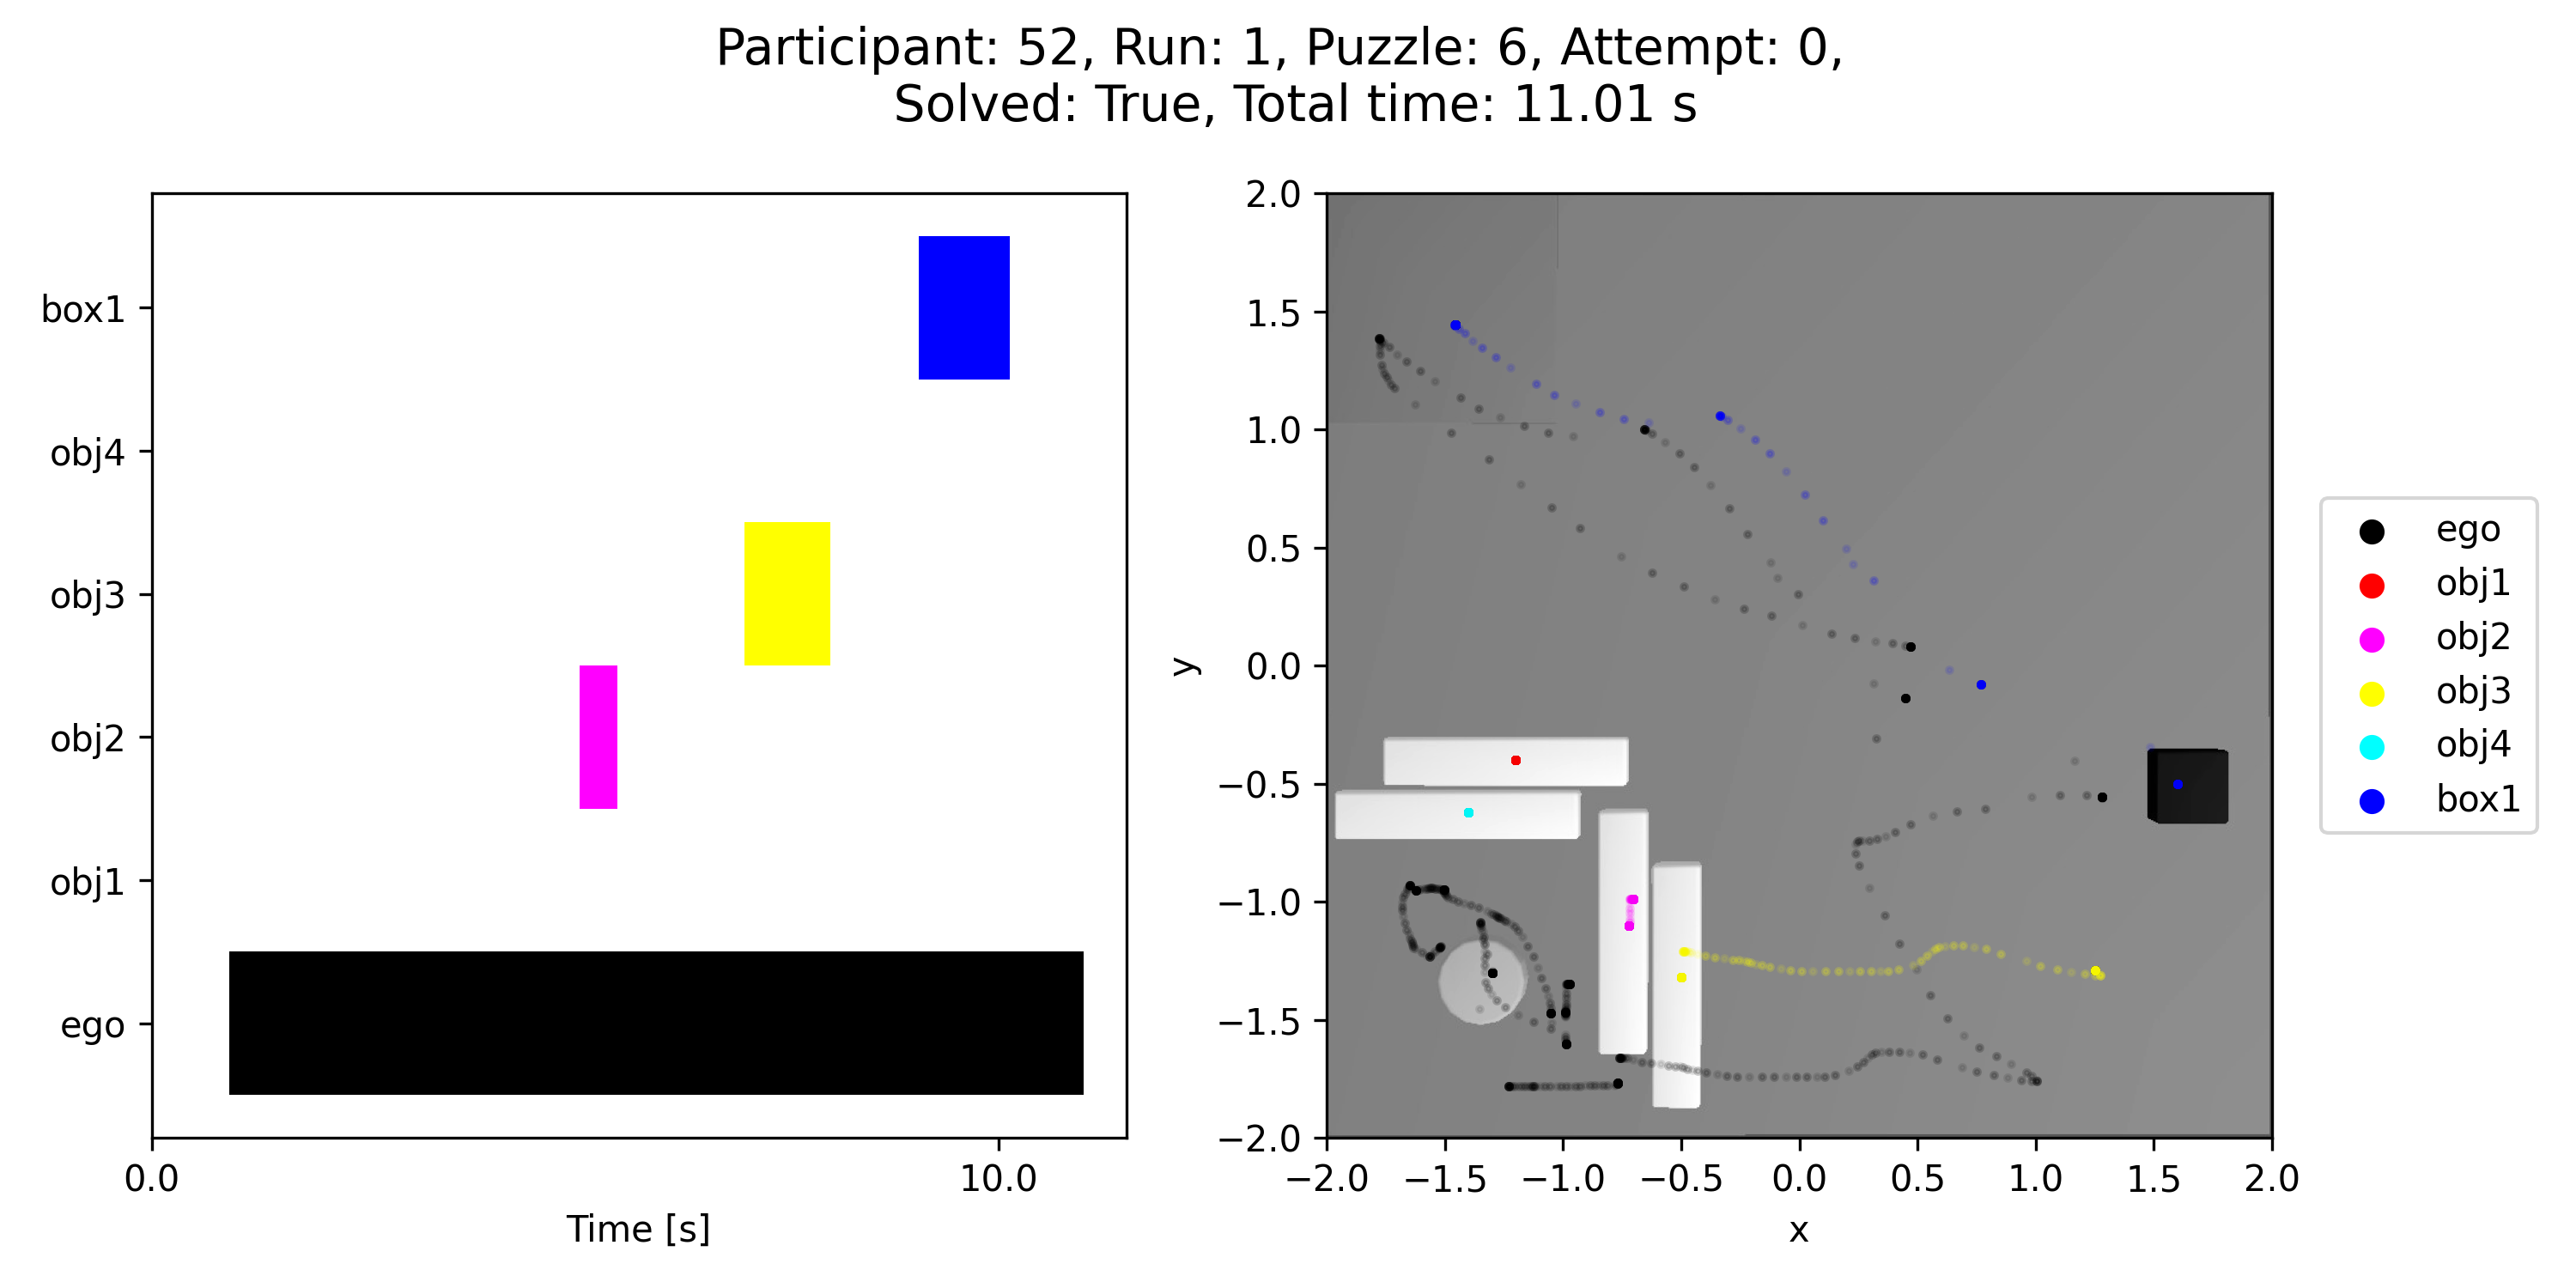 Participant: 52, Run: 1, Puzzle: 6, Attempt: 0,
Solved: True, Total time: 11.01 s
box1
obj4
obj3
obj2
obj1
ego
0.0
10.0
Time [s]
2.0
1.5
1.0
0.5
0.0
−0.5
−1.0
−1.5
−2.0
y
−2.0
−1.5
−1.0
−0.5
0.0
0.5
1.0
1.5
2.0
x
ego
obj1
obj2
obj3
obj4
box1